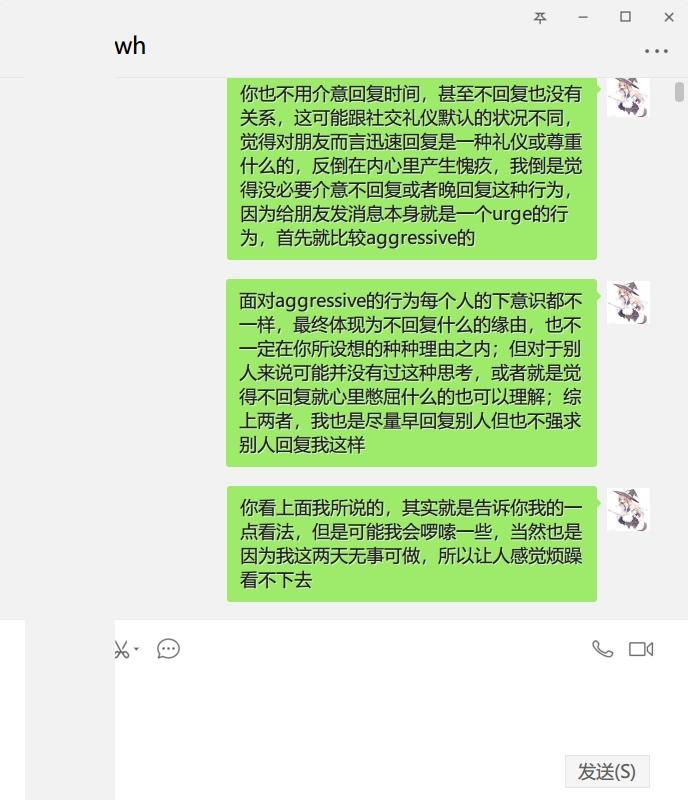 wh
你也不用介意回复时间，甚至不回复也没有
关系，这可能跟社交礼仪默认的状况不同，
觉得对朋友而言迅速回复是一种礼仪或尊重
什么的，反倒在内心里产生愧疚，我倒是觉
得没必要介意不回复或者晚回复这种行为，
因为给朋友发消息本身就是一个urge的行
为，首先就比较aggressive的
面对aggressive的行为每个人的下意识都不
一样，最终体现为不回复什么的缘由，也不
一定在你所设想的种种理由之内；但对于别
人来说可能并没有过这种思考，或者就是觉
得不回复就心里憋屈什么的也可以理解；综
上两者，我也是尽量早回复别人但也不强求
别人回复我这样
你看上面我所说的，其实就是告诉你我的一
点看法，但是可能我会啰嗦一些，当然也是
因为我这两天无事可做，所以让人感觉烦躁
看不下去
发送(S)